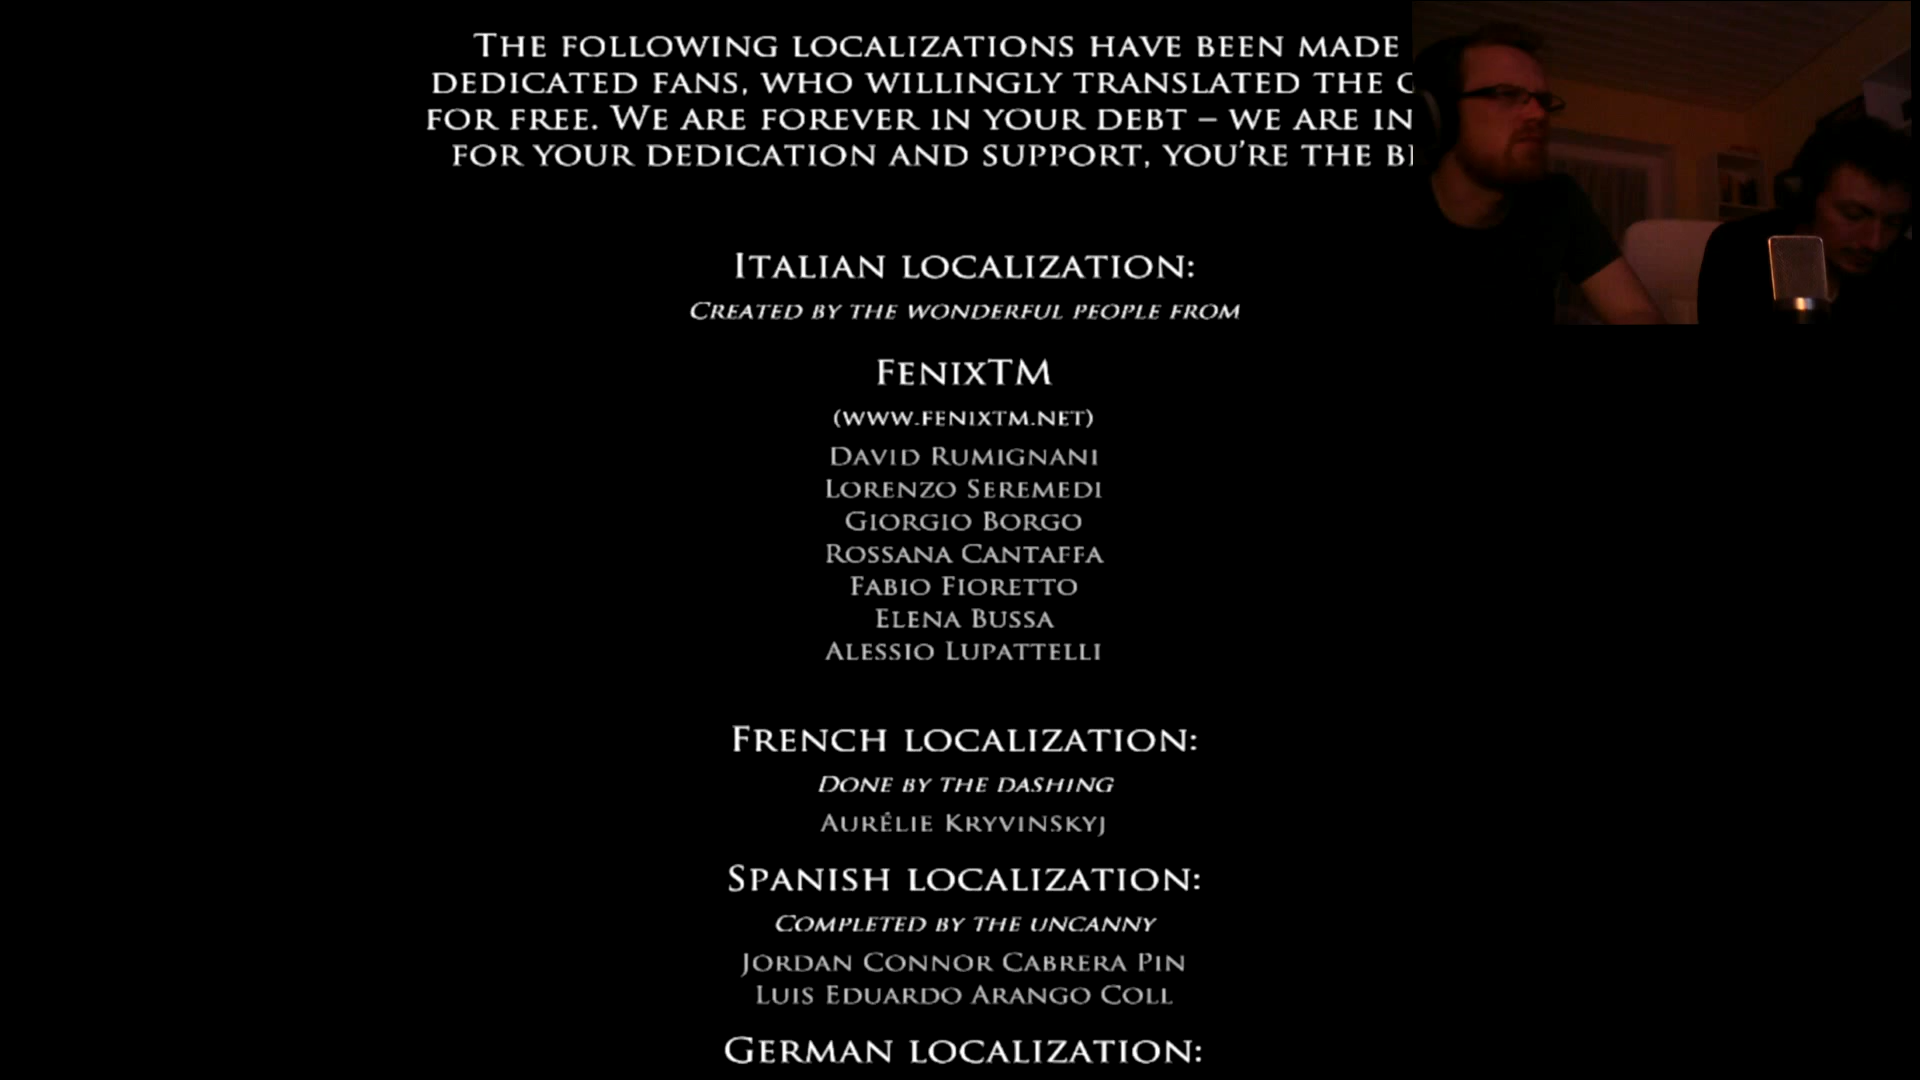 The following localizations have been made
dedicated fans, who willingly translated the
for free. We are forever in your debt – we are in
for your dedication and support, you're the
Italian localization:
Created by the wonderful people from
FenixTM
(www.fenixtm.net)
David Rumignani
Lorenzo Seremedi
Giorgio Borgo
Rossana Cantaffa
Fabio Fioretto
Elena Bussa
Alessio Lupattelli
French localization:
Done by the dashing
Aurélie Kryvinskyj
Spanish localization:
Completed by the uncanny
Jordan Connor Cabrera Pin
Luis Eduardo Arango Coll
German localization: